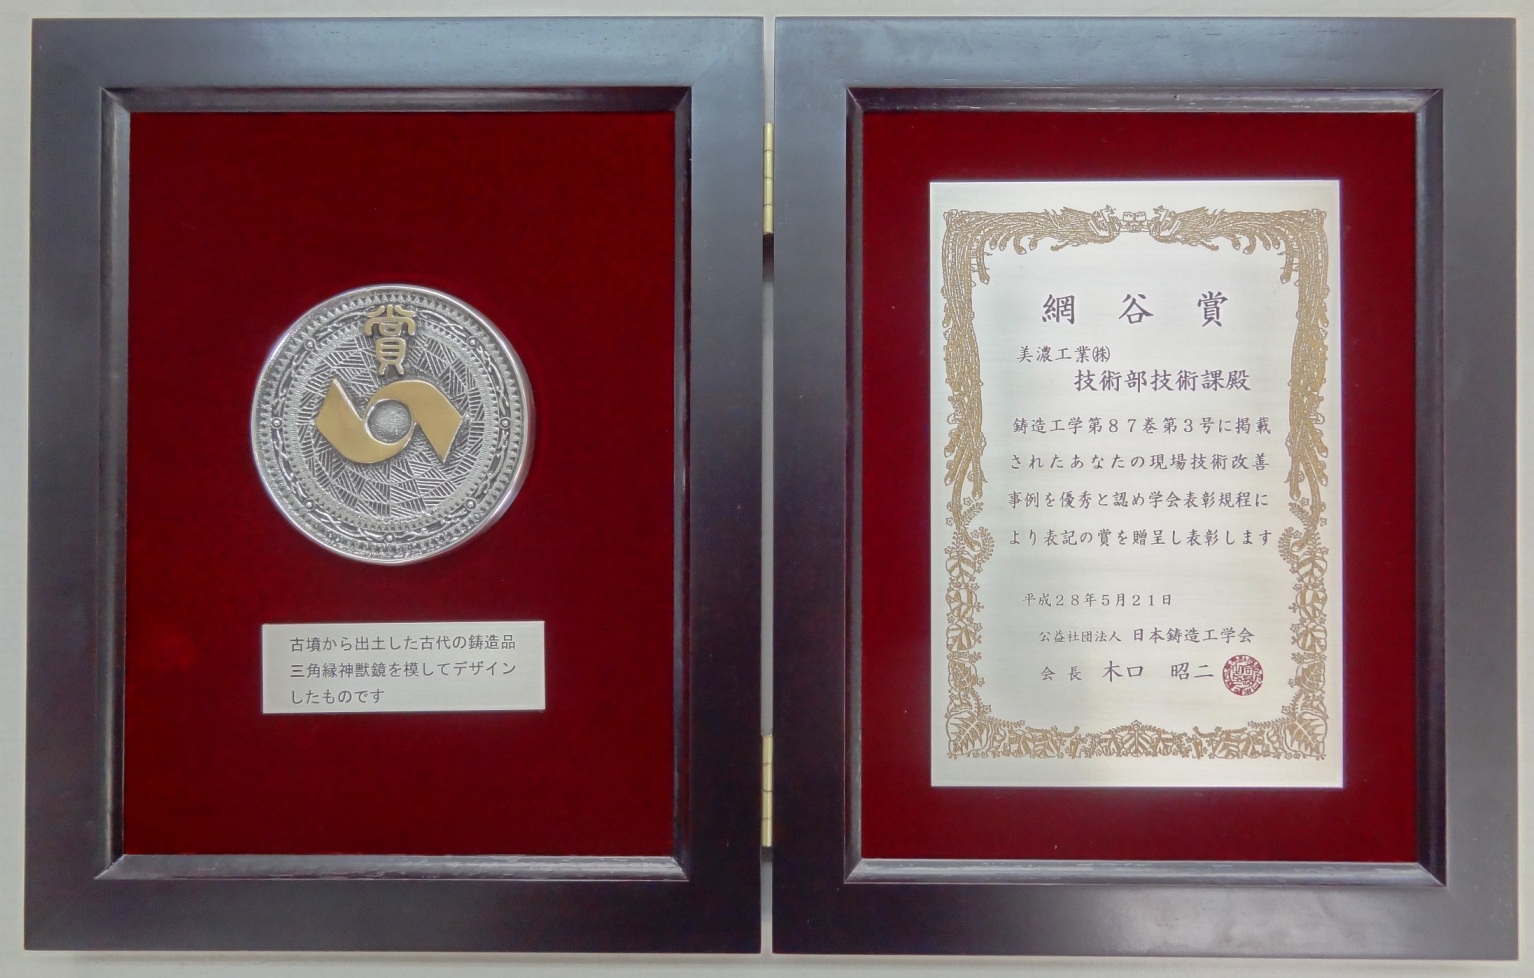 賞
古墳から出土した古代の鋳造品
三角縁神獣鏡を模してデザイン
したものです
網谷賞
美濃工業㈱
技術部技術課殿
鋳造工学第87巻第3号に掲載
されたあなたの現場技術改善
事例を優秀と認め学会表彰規程に
より表記の賞を贈呈し表彰します
平成28年5月21日
公益社団法人 日本鋳造工学会
会長 木口 昭二